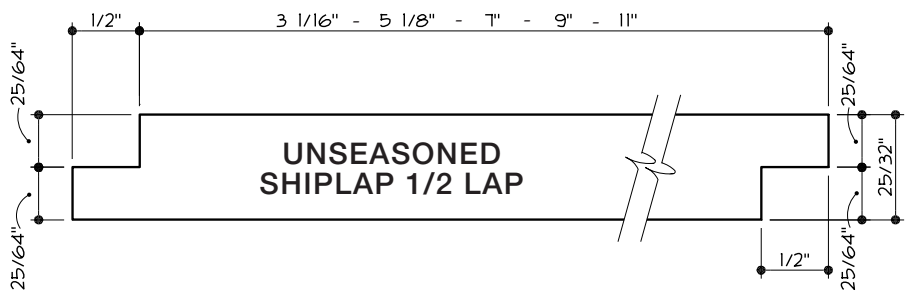 1/2" 3 1/16" - 5 1/8" - 7" - 9" - 11"
25/64" 25/64"
UNSEASONED
SHIPLAP 1/2 LAP
25/32"
25/64" 1/2" 25/64"